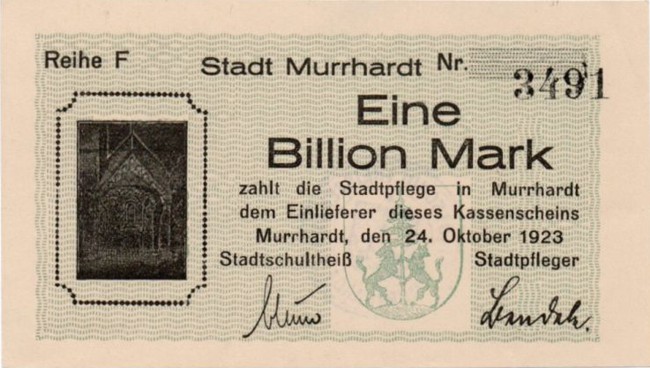 Reihe F
Stadt Murrhardt Nr. 3491
Eine
Billion Mark
zahlt die Stadtpflege in Murrhardt
dem Einlieferer dieses Kassenscheins
Murrhardt, den 24. Oktober 1923
Stadtschultheiß Stadtpfleger